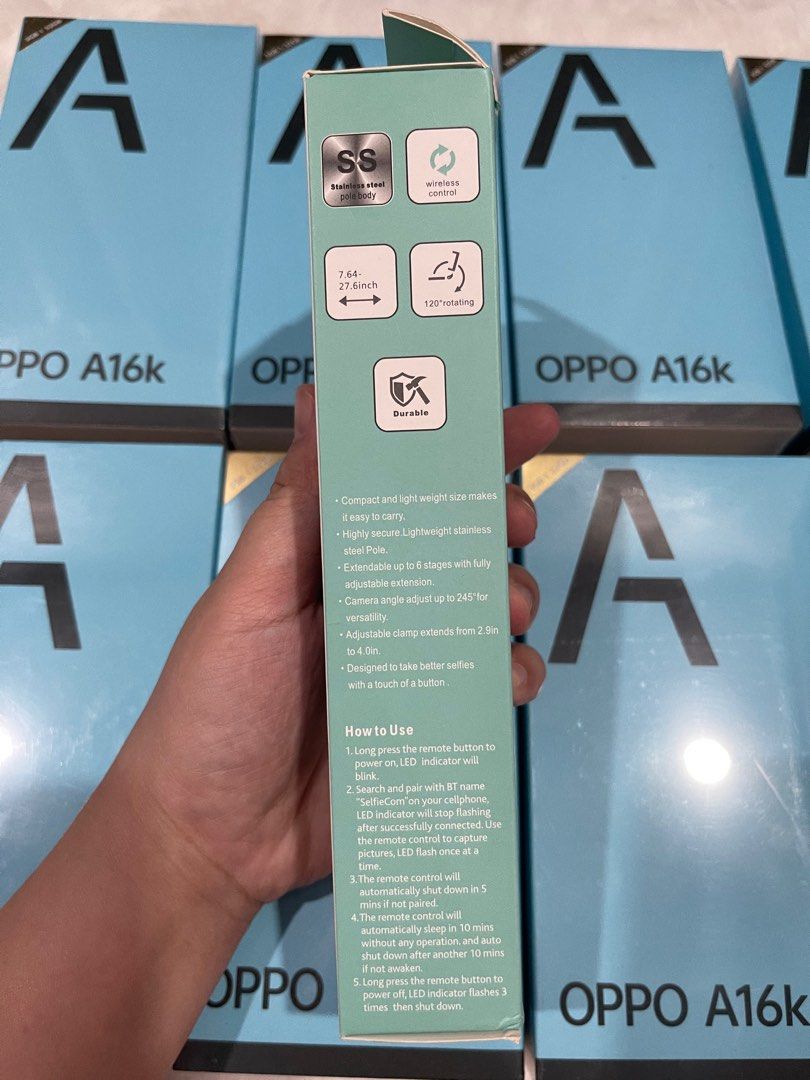 SS
Stainless steel
pole body
wireless
control
7.64-
27.6inch
120°rotating
Durable
• Compact and light weight size makes
it easy to carry,
• Highly secure.Lightweight stainless
steel Pole.
• Extendable up to 6 stages with fully
adjustable extension.
• Camera angle adjust up to 245°for
versatility.
• Adjustable clamp extends from 2.9in
to 4.0in.
• Designed to take better selfies
with a touch of a button .
How to Use
1. Long press the remote button to
power on, LED indicator will
blink.
2. Search and pair with BT name
"SelfieCom"on your cellphone,
LED indicator will stop flashing
after successfully connected. Use
the remote control to capture
pictures, LED flash once at a
time.
3.The remote control will
automatically shut down in 5
mins if not paired.
4.The remote control will
automatically sleep in 10 mins
without any operation, and auto
shut down after another 10 mins
if not awaken.
5. Long press the remote button to
power off, LED indicator flashes 3
times then shut down.
A
PPO A16k
OPP
A
OPPO A16k
A
A
OPPO
OPPO A16k